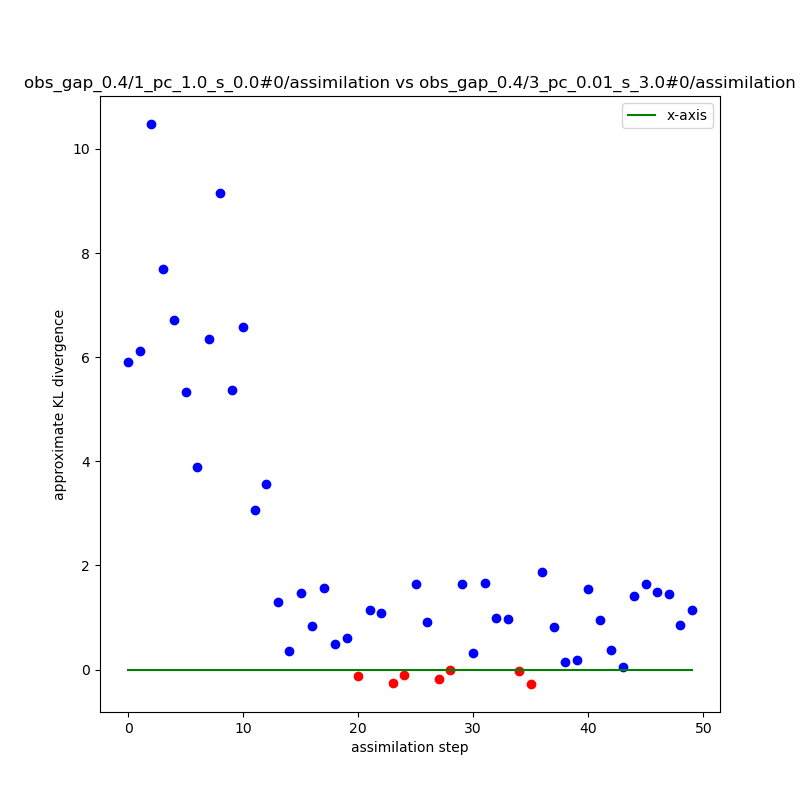 obs_gap_0.4/1_pc_1.0_s_0.0#0/assimilation vs obs_gap_0.4/3_pc_0.01_s_3.0#0/assimilation
x-axis
10
8
6
4
2
0
approximate KL divergence
0 10 20 30 40 50
assimilation step